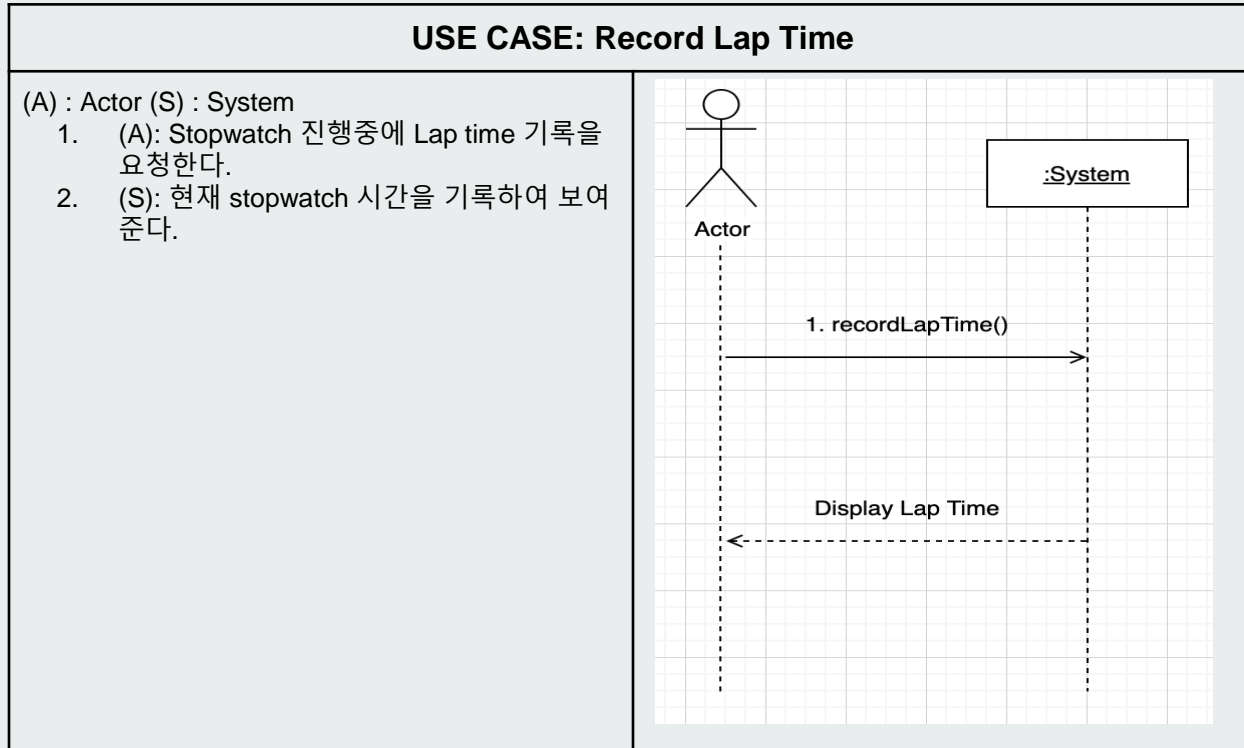 USE CASE: Record Lap Time
(A) : Actor (S) : System
1. (A): Stopwatch 진행중에 Lap time 기록을
요청한다.
2. (S): 현재 stopwatch 시간을 기록하여 보여
준다.
:System
Actor
1. recordLapTime()
Display Lap Time